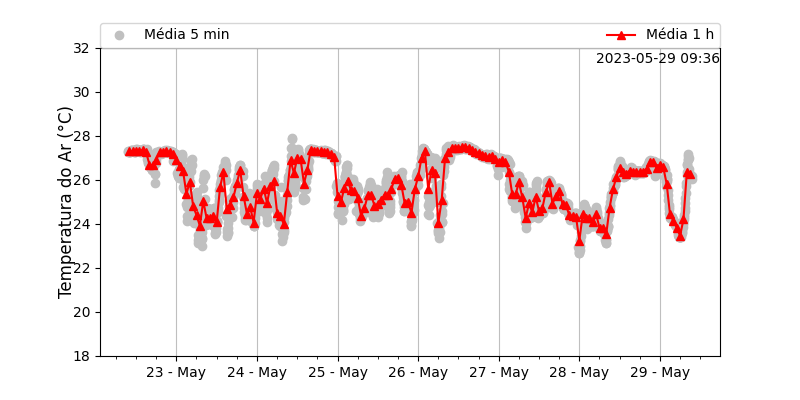 Média 5 min
Média 1 h
2023-05-29 09:36
Temperatura do Ar (°C)
32
30
28
26
24
22
20
18
23 - May
24 - May
25 - May
26 - May
27 - May
28 - May
29 - May